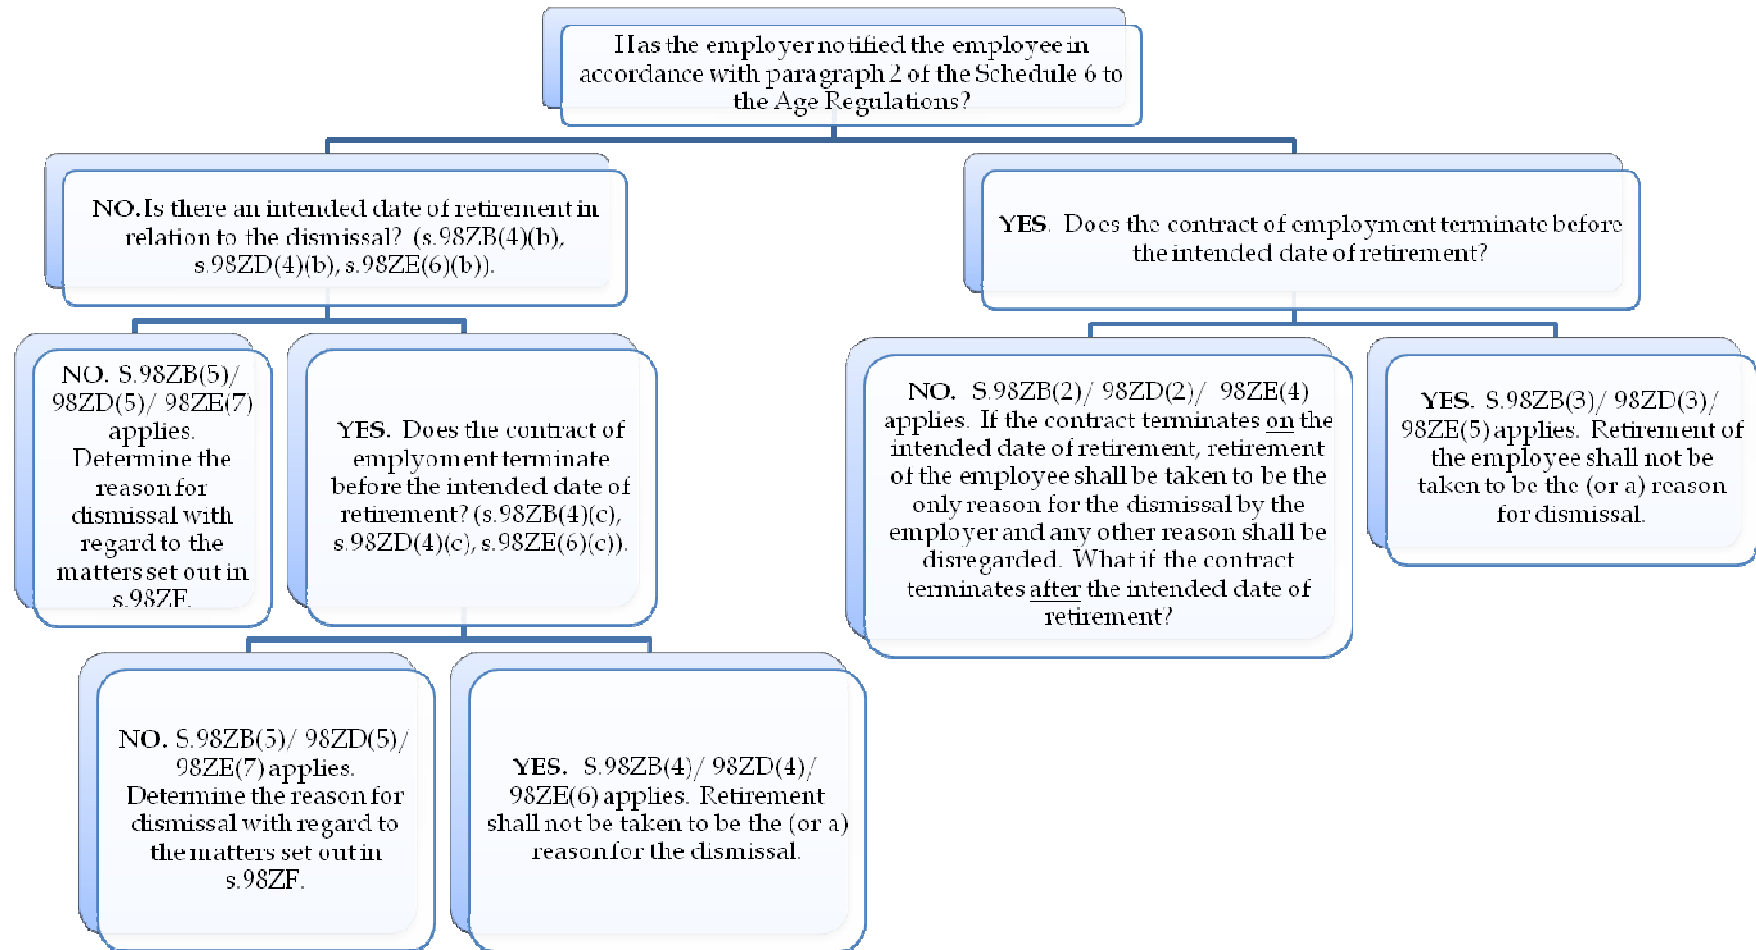 Has the employer notified the employee in
accordance with paragraph 2 of the Schedule 6 to
the Age Regulations?
NO. Is there an intended date of retirement in
relation to the dismissal? (s.98ZB(4)(b),
s.98ZD(4)(b), s.98ZE(6)(b)).
YES. Does the contract of employment terminate before
the intended date of retirement?
NO. S.98ZB(5)/
98ZD(5)/ 98ZE(7)
applies.
Determine the
reason for
dismissal with
regard to the
matters set out in
s.98ZF.
YES. Does the contract of
emplyoment terminate
before the intended date of
retirement? (s.98ZB(4)(c),
s.98ZD(4)(c), s.98ZE(6)(c)).
NO. S.98ZB(2)/ 98ZD(2)/ 98ZE(4)
applies. If the contract terminates on the
intended date of retirement, retirement
of the employee shall be taken to be the
only reason for the dismissal by the
employer and any other reason shall be
disregarded. What if the contract
terminates after the intended date of
retirement?
YES. S.98ZB(3)/ 98ZD(3)/
98ZE(5) applies. Retirement of
the employee shall not be
taken to be the (or a) reason
for dismissal.
NO. S.98ZB(5)/ 98ZD(5)/
98ZE(7) applies.
Determine the reason for
dismissal with regard to
the matters set out in
s.98ZF.
YES. S.98ZB(4)/ 98ZD(4)/
98ZE(6) applies. Retirement
shall not be taken to be the (or a)
reason for the dismissal.